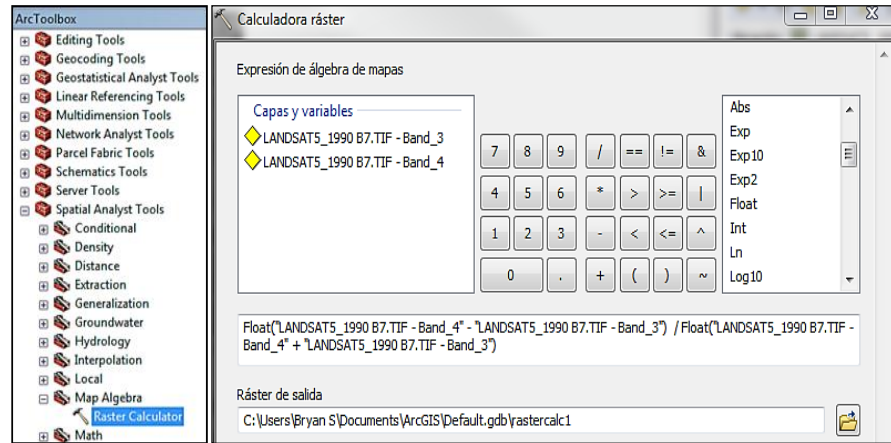 ArcToolbox
Editing Tools
Geocoding Tools
Geostatistical Analyst Tools
Linear Referencing Tools
Multidimension Tools
Network Analyst Tools
Parcel Fabric Tools
Schematics Tools
Server Tools
Spatial Analyst Tools
Conditional
Density
Distance
Extraction
Generalization
Groundwater
Hydrology
Interpolation
Local
Map Algebra
Raster Calculator
Math
Calculadora ráster
Expresión de álgebra de mapas
Capas y variables
LANDSAT5_1990 B7.TIF - Band_3
LANDSAT5_1990 B7.TIF - Band_4
7 8 9 / == != &
4 5 6 * > >= |
1 2 3 - < <= ^
0 . + ( ) ~
Abs
Exp
Exp10
Exp2
Float
Int
Ln
Log10
Float("LANDSAT5_1990 B7.TIF - Band_4" - "LANDSAT5_1990 B7.TIF - Band_3") / Float("LANDSAT5_1990 B7.TIF -
Band_4" + "LANDSAT5_1990 B7.TIF - Band_3")
Ráster de salida
C:\Users\Bryan S\Documents\ArcGIS\Default.gdb\rastercalc1